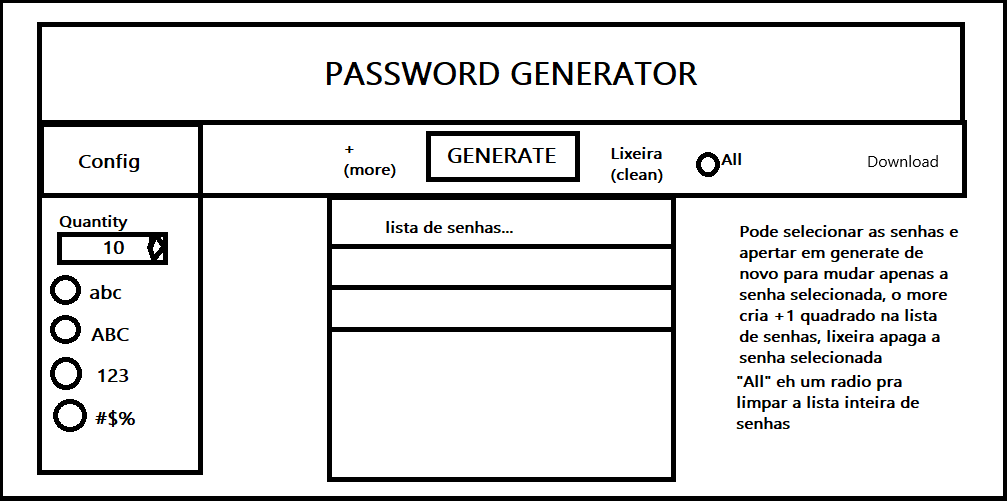 PASSWORD GENERATOR
Config
+
(more)
GENERATE
Lixeira
(clean)
All
Download
Quantity
10
abc
ABC
123
#$%
lista de senhas...
Pode selecionar as senhas e
apertar em generate de
novo para mudar apenas a
senha selecionada, o more
cria +1 quadrado na lista
de senhas, lixeira apaga a
senha selecionada
"All" eh um radio pra
limpar a lista inteira de
senhas